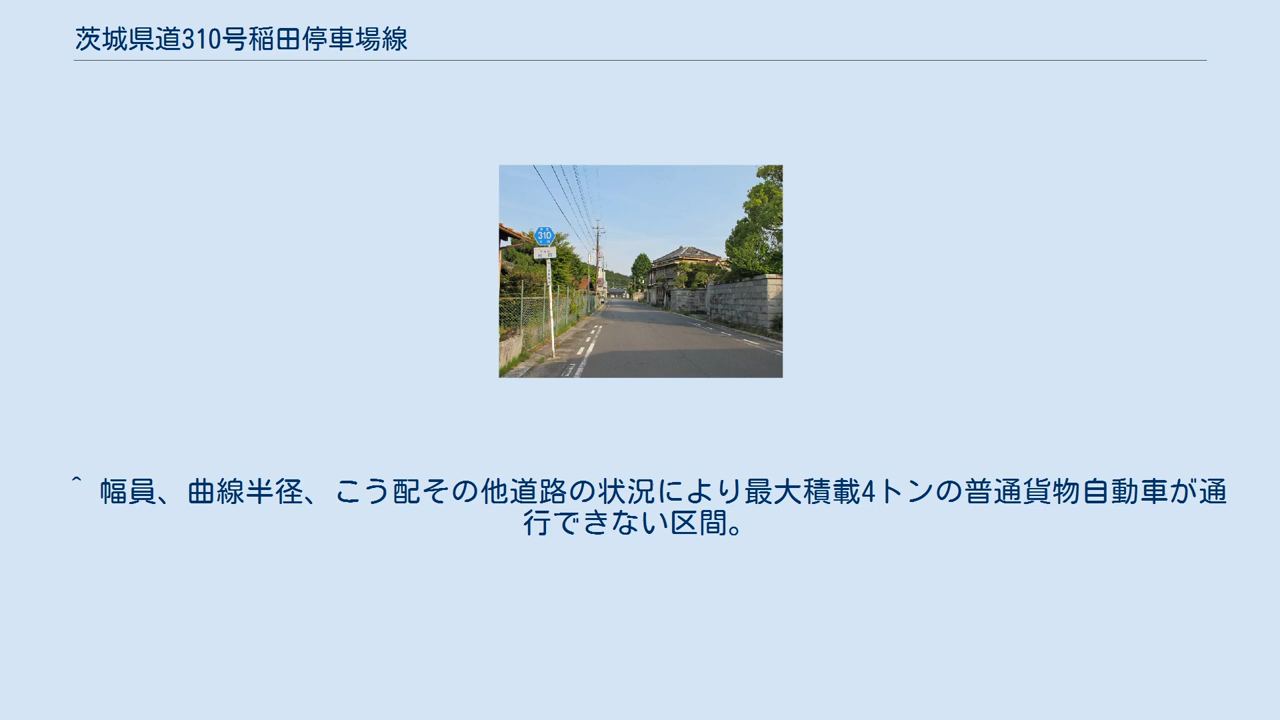 茨城県道310号稲田停車場線
310
^ 幅員、曲線半径、こう配その他道路の状況により最大積載4トンの普通貨物自動車が通
行できない区間。